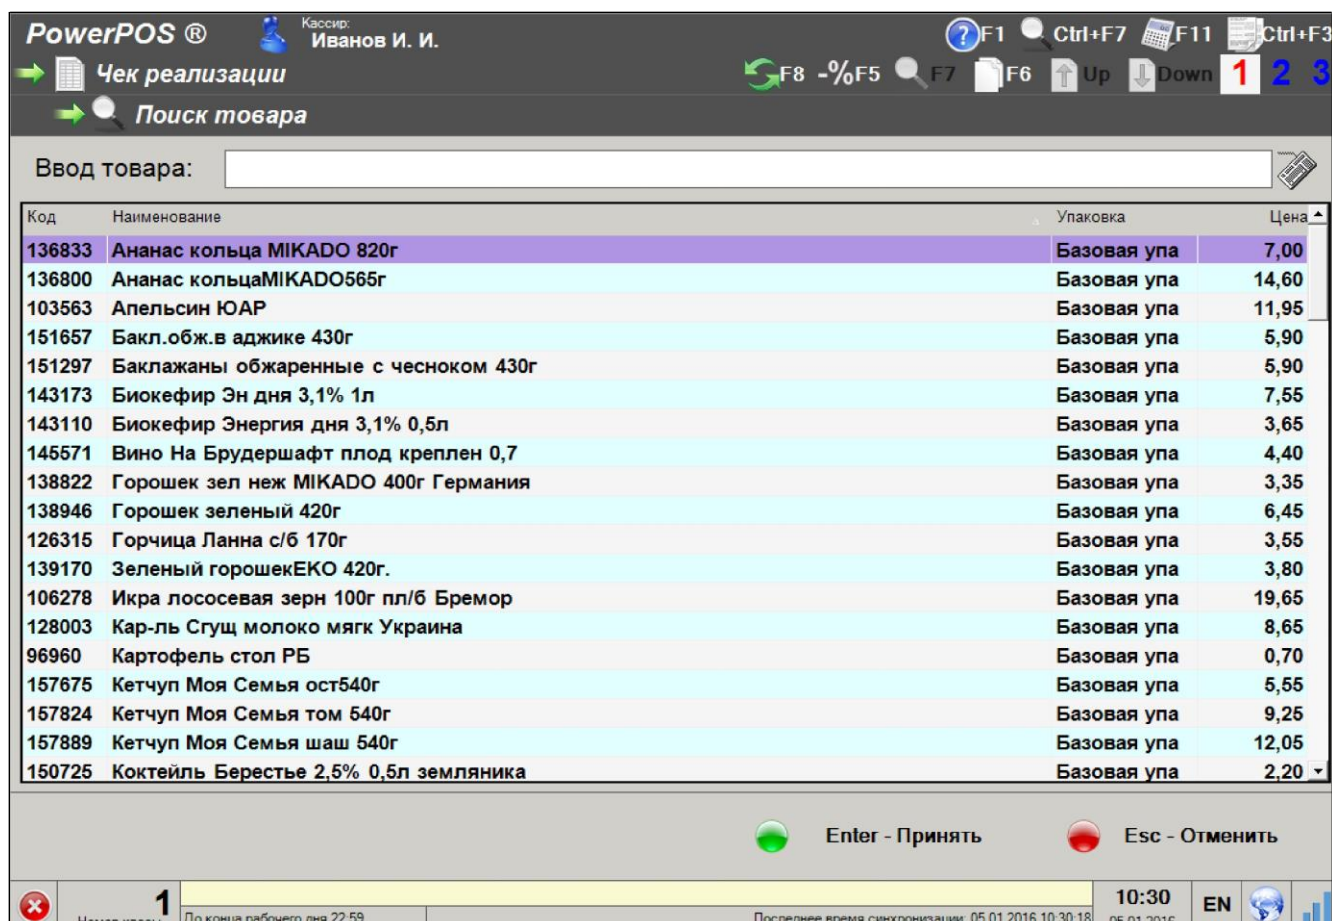 PowerPOS ® Кассир: Иванов И. И. F1 Ctrl+F7 F11 Ctrl+F3
Чек реализации F8 -%F5 F7 F6 Up Down 1 2 3
Поиск товара
Ввод товара:
Код Наименование Упаковка Цена
136833 Ананас кольца MIKADO 820г Базовая упа 7,00
136800 Ананас кольцаMIKADO565г Базовая упа 14,60
103563 Апельсин ЮАР Базовая упа 11,95
151657 Бакл.обж.в аджике 430г Базовая упа 5,90
151297 Баклажаны обжаренные с чесноком 430г Базовая упа 5,90
143173 Биокефир Эн дня 3,1% 1л Базовая упа 7,55
143110 Биокефир Энергия дня 3,1% 0,5л Базовая упа 3,65
145571 Вино На Брудершафт плод креплен 0,7 Базовая упа 4,40
138822 Горошек зел неж MIKADO 400г Германия Базовая упа 3,35
138946 Горошек зеленый 420г Базовая упа 6,45
126315 Горчица Ланна с/б 170г Базовая упа 3,55
139170 Зеленый горошекЕКО 420г. Базовая упа 3,80
106278 Икра лососевая зерн 100г пл/б Бремор Базовая упа 19,65
128003 Кар-ль Сгущ молоко мягк Украина Базовая упа 8,65
96960 Картофель стол РБ Базовая упа 0,70
157675 Кетчуп Моя Семья ост540г Базовая упа 5,55
157824 Кетчуп Моя Семья том 540г Базовая упа 9,25
157889 Кетчуп Моя Семья шаш 540г Базовая упа 12,05
150725 Коктейль Берестье 2,5% 0,5л земляника Базовая упа 2,20
Enter - Принять Esc - Отменить
1 10:30 EN
До конца рабочего дня 22:59 Последнее время синхронизации: 05.01.2016 10:30:18 05.01.2016